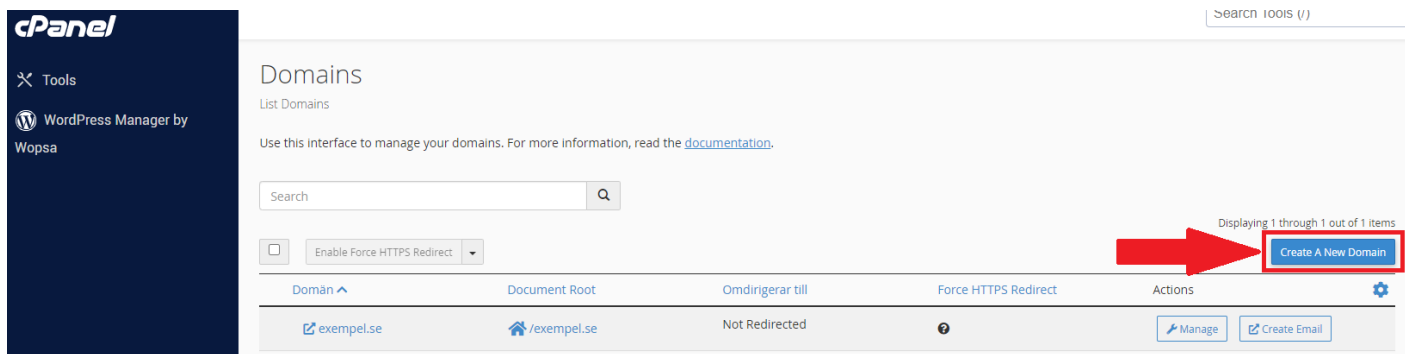 cPanel
Search Tools (/)
Tools
WordPress Manager by
Wopsa
Domains
List Domains
Use this interface to manage your domains. For more information, read the documentation.
Search
Displaying 1 through 1 out of 1 items
Enable Force HTTPS Redirect
Create A New Domain
Domän Document Root Omdirigerar till Force HTTPS Redirect Actions
exempel.se /exempel.se Not Redirected Manage Create Email